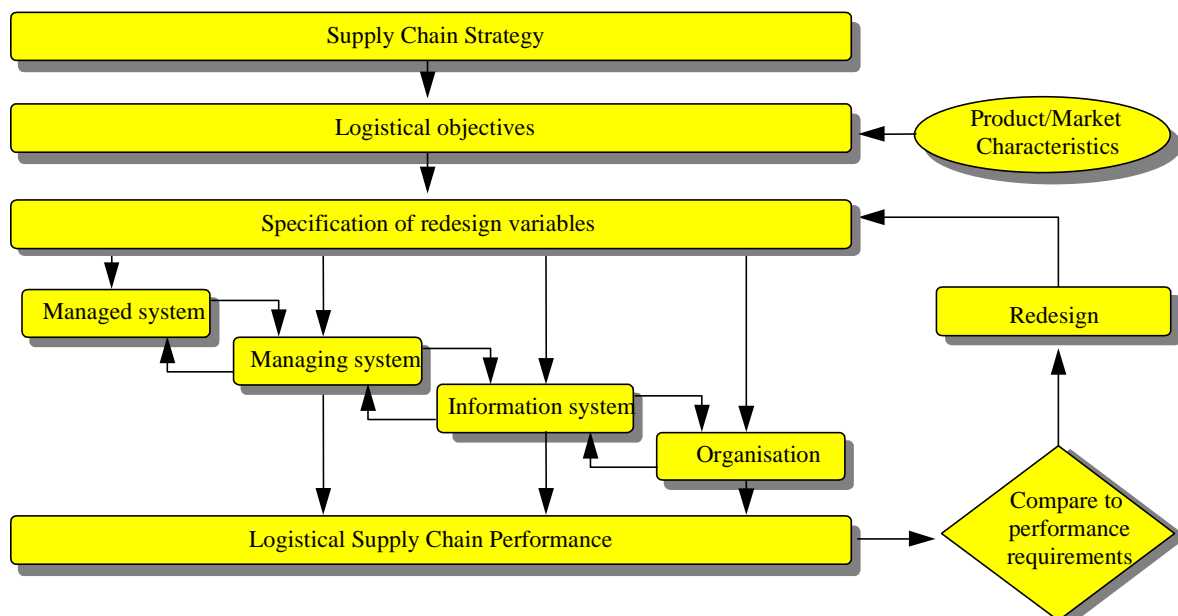 Supply Chain Strategy
Logistical objectives
Product/Market
Characteristics
Specification of redesign variables
Managed system
Redesign
Managing system
Information system
Organisation
Compare to
performance
requirements
Logistical Supply Chain Performance